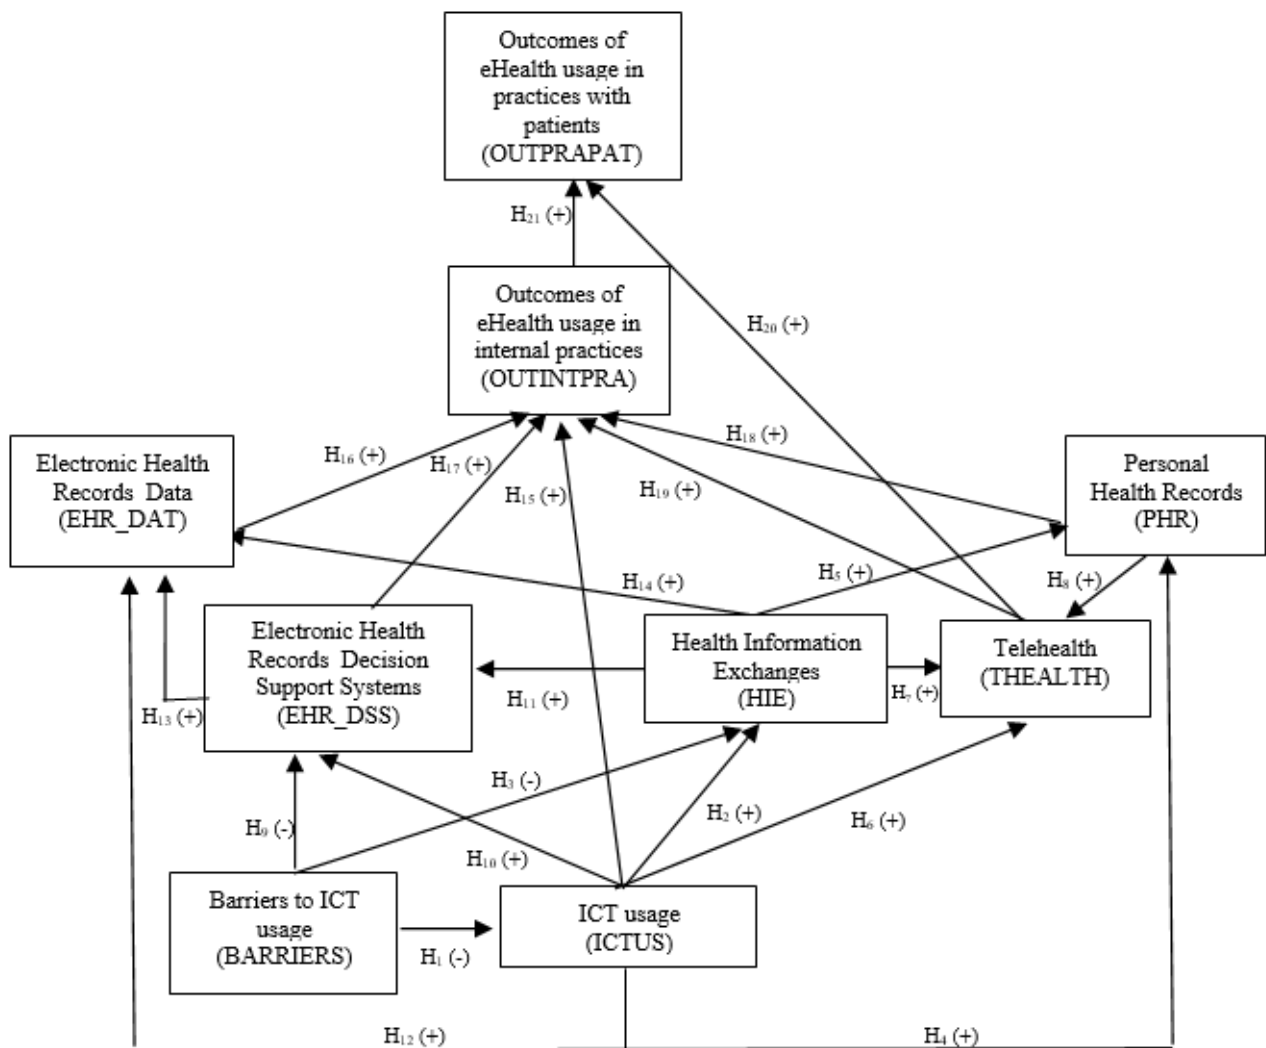 Outcomes of
eHealth usage in
practices with
patients
(OUTPRAPAT)
H21 (+)
Outcomes of
eHealth usage in
internal practices
(OUTINTPRA)
H20 (+)
Electronic Health
Records Data
(EHR_DAT)
H16 (+)
H17 (+)
H15 (+)
H19 (+)
H18 (+)
Personal
Health Records
(PHR)
H14 (+)
H5 (+)
H8 (+)
Electronic Health
Records Decision
Support Systems
(EHR_DSS)
H13 (+)
H11 (+)
Health Information
Exchanges
(HIE)
H7 (+)
Telehealth
(THEALTH)
H9 (-)
H3 (-)
H10 (+)
H2 (+)
H6 (+)
Barriers to ICT
usage
(BARRIERS)
H1 (-)
ICT usage
(ICTUS)
H12 (+)
H4 (+)